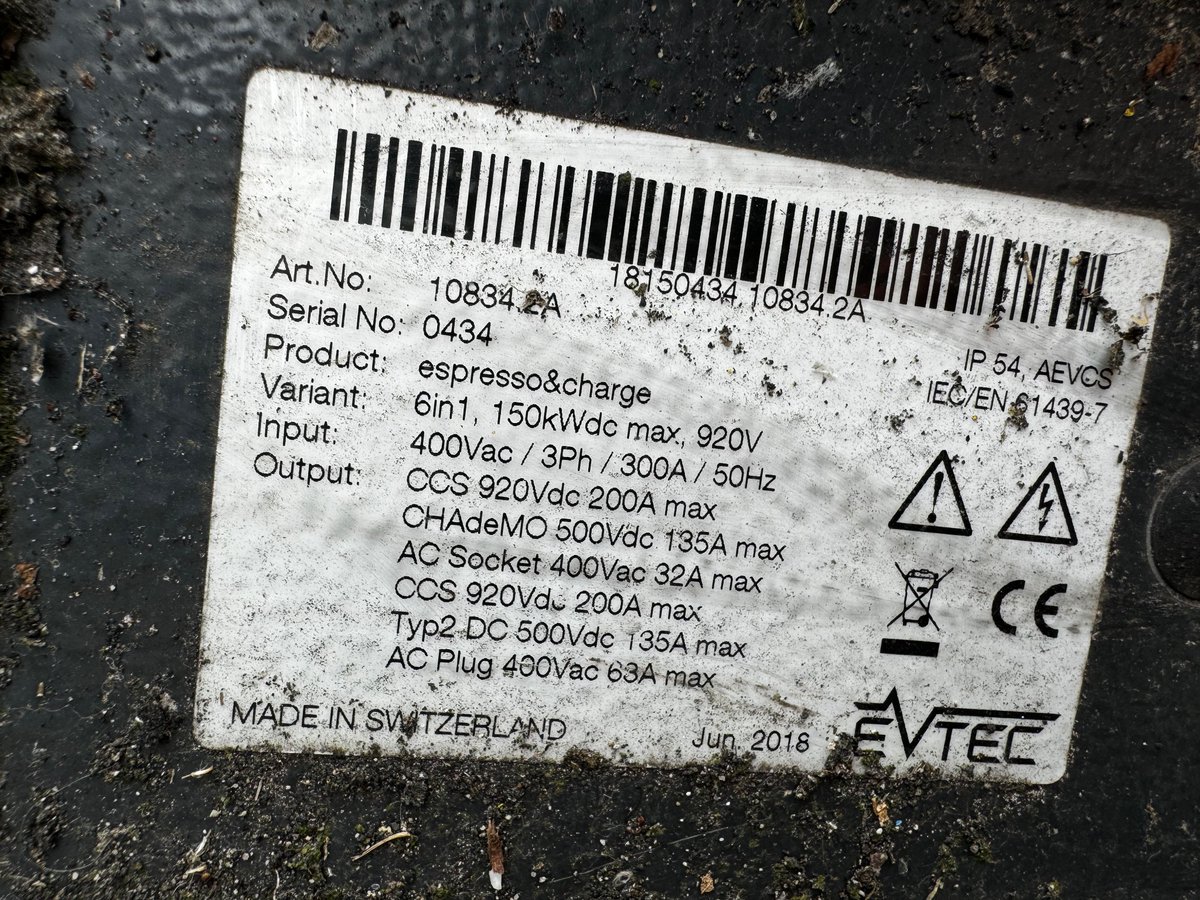 18150434.10834.2A
Art.No: 10834.2A
Serial No: 0434
Product: espresso&charge
Variant: 6in1, 150kWdc max, 920V
Input: 400Vac / 3Ph / 300A / 50Hz
Output: CCS 920Vdc 200A max
CHAdeMO 500Vdc 135A max
AC Socket 400Vac 32A max
CCS 920Vdc 200A max
Typ2 DC 500Vdc 135A max
AC Plug 400Vac 63A max
IP 54, AEVCS
IEC/EN 61439-7
CE
MADE IN SWITZERLAND
Jun. 2018
EVTEC